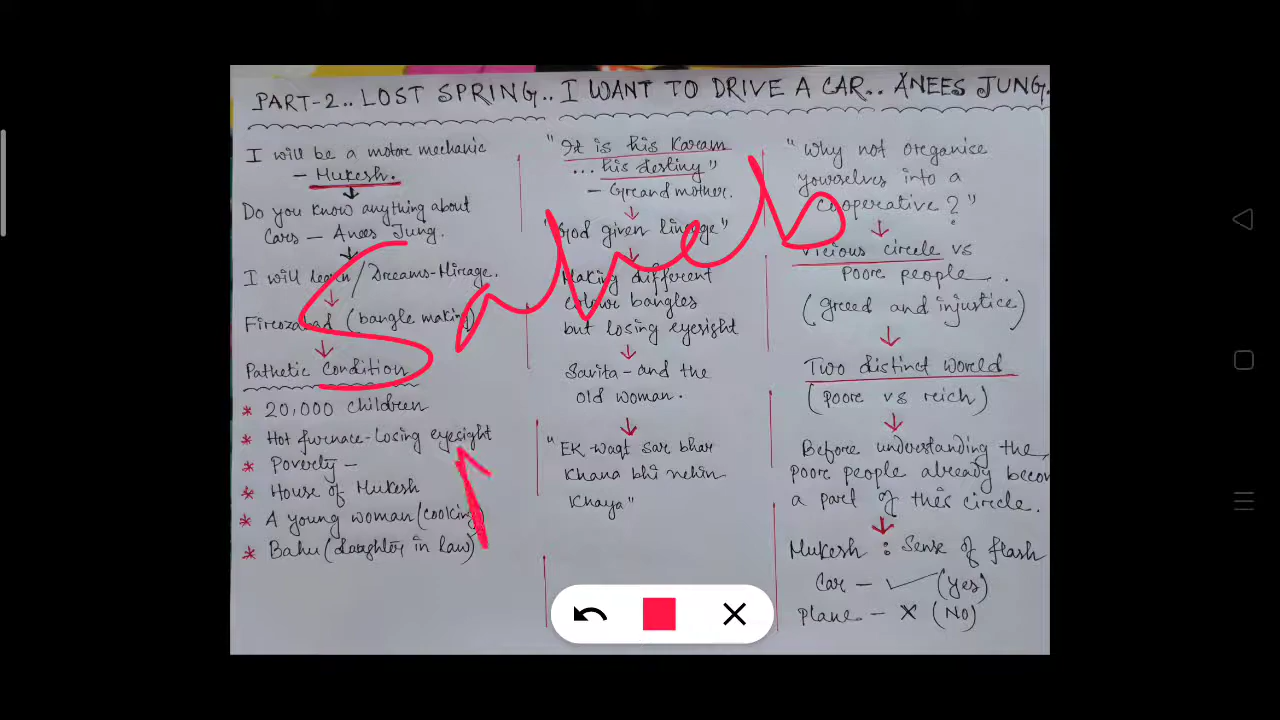 PART-2.. LOST SPRING.. I WANT TO DRIVE A CAR.. ANEES JUNG.
I will be a motore mechanic
- Mukesh.
Do you know anything about
Cars - Anees Jung.
I will learn/Dreams-Mirage.
Firozabad (bangle making)
Pathetic Condition
* 20,000 children
* Hot furnace-Losing eyesight
* Poverty -
* House of Mukesh
* A young woman (cooking)
* Bahu (daughter in law)
"It is his Karam
... his destiny"
- Greand mother.
"God given lineage"
Making different
colour bangles
but losing eyesight
Savita - and the
old woman.
"EK waqt sar bhar
Khana bhi nehin
Khaya"
"Why not oreganise
yourselves into a
cooperative?"
Vicious circle vs
Poore people.
(greed and injustice)
Two distinct world
(Poore vs reich)
Before understanding the
poore people already becom
a part of this circle.
Mukesh : Sense of flash
Car - ✓ (Yes)
Plane - × (No)
Saheb